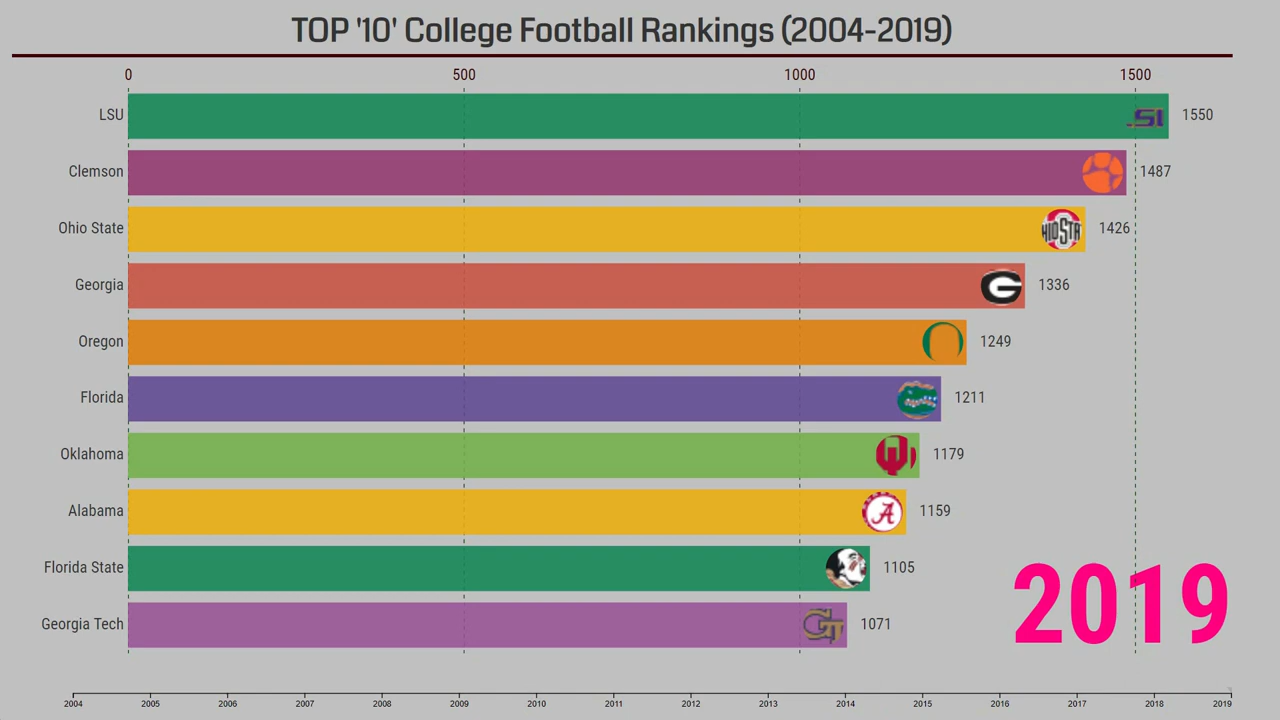 TOP '10' College Football Rankings (2004-2019)
0 500 1000 1500
LSU 1550
Clemson 1487
Ohio State 1426
Georgia 1336
Oregon 1249
Florida 1211
Oklahoma 1179
Alabama 1159
Florida State 1105
Georgia Tech 1071
2019
2004 2005 2006 2007 2008 2009 2010 2011 2012 2013 2014 2015 2016 2017 2018 2019